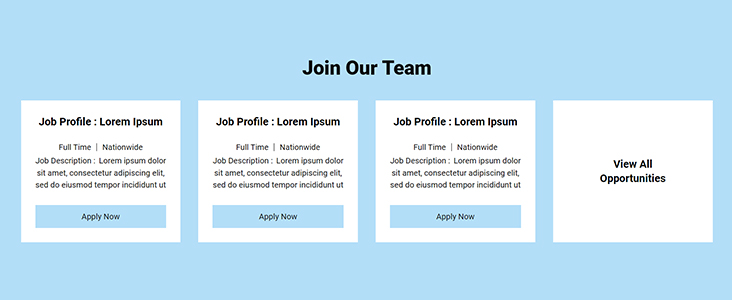 Join Our Team
Job Profile : Lorem Ipsum
Full Time | Nationwide
Job Description : Lorem ipsum dolor
sit amet, consectetur adipiscing elit,
sed do eiusmod tempor incididunt ut
Apply Now
Job Profile : Lorem Ipsum
Full Time | Nationwide
Job Description : Lorem ipsum dolor
sit amet, consectetur adipiscing elit,
sed do eiusmod tempor incididunt ut
Apply Now
Job Profile : Lorem Ipsum
Full Time | Nationwide
Job Description : Lorem ipsum dolor
sit amet, consectetur adipiscing elit,
sed do eiusmod tempor incididunt ut
Apply Now
View All
Opportunities